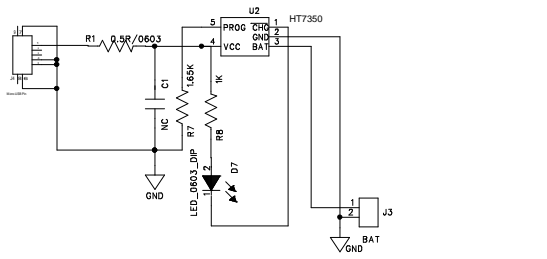 U2
HT7350
R1
0.5R/0603
5
PROG
CHG
1
GND
2
4
VCC
BAT
3
C1
NC
1.65K
R7
1K
R8
LED_0603_DIP
2
1
D7
GND
1
2
J3
BAT
GND